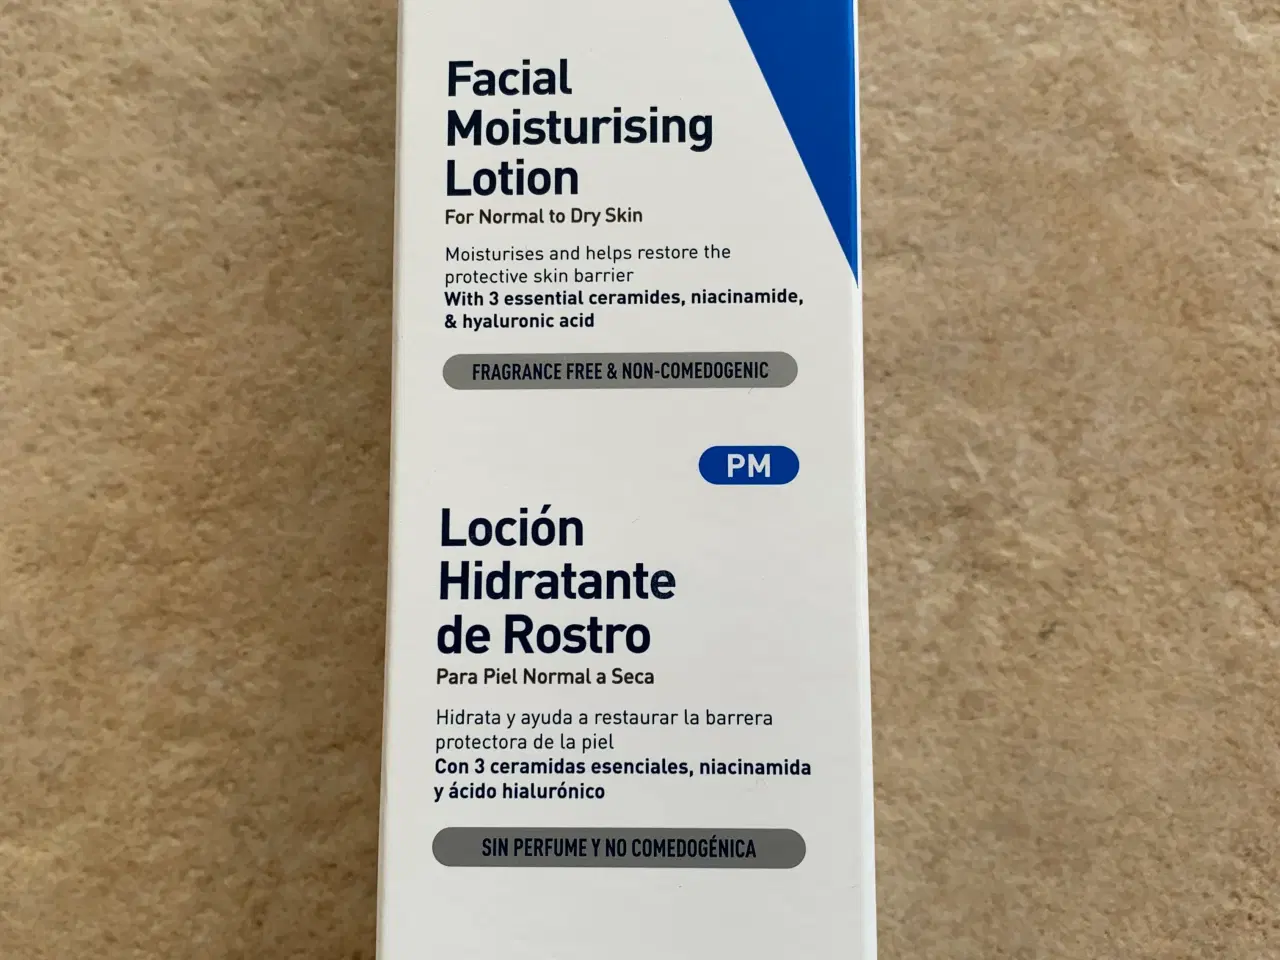 Facial
Moisturising
Lotion
For Normal to Dry Skin
Moisturises and helps restore the
protective skin barrier
With 3 essential ceramides, niacinamide,
& hyaluronic acid
FRAGRANCE FREE & NON-COMEDOGENIC
PM
Loción
Hidratante
de Rostro
Para Piel Normal a Seca
Hidrata y ayuda a restaurar la barrera
protectora de la piel
Con 3 ceramidas esenciales, niacinamida
y ácido hialurónico
SIN PERFUME Y NO COMEDOGÉNICA